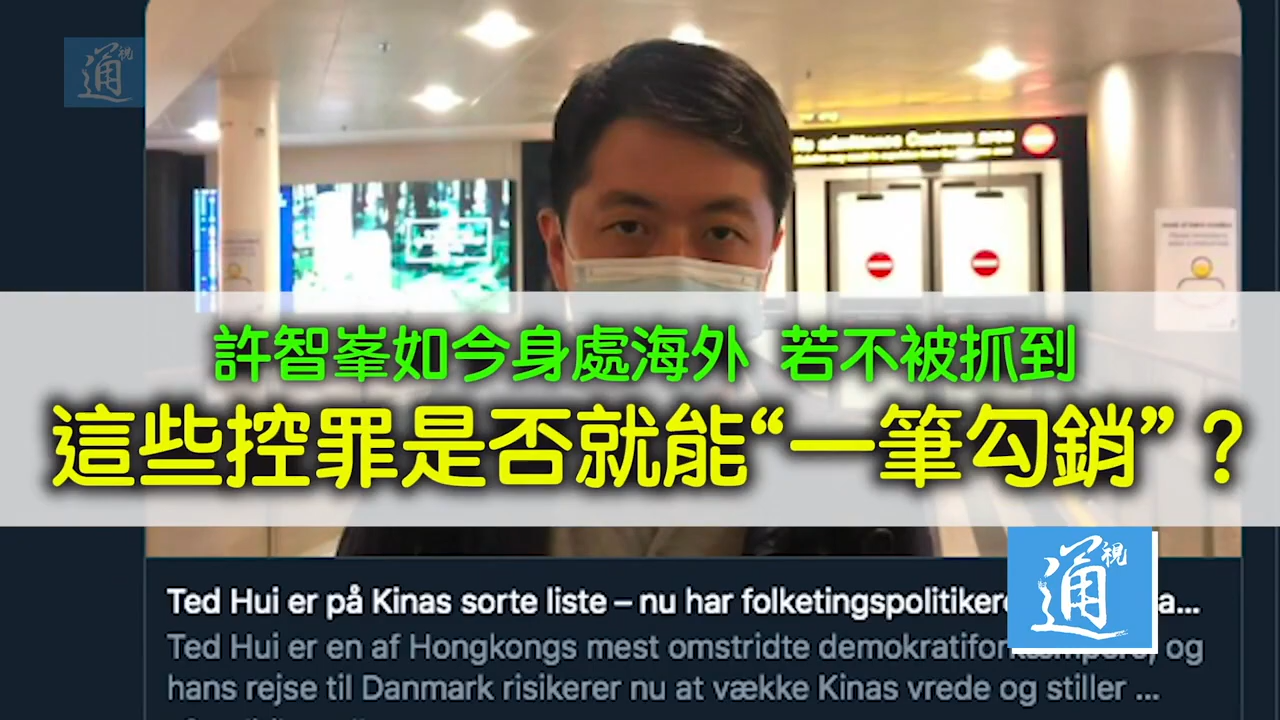 通視
No admittance Customs area
許智峯如今身處海外 若不被抓到
這些控罪是否就能“一筆勾銷”？
通視
Ted Hui er på Kinas sorte liste – nu har folketingspolitikere
Ted Hui er en af Hongkongs mest omstridte demokratiforkæmpere, og
hans rejse til Danmark risikerer nu at vække Kinas vrede og stiller ...